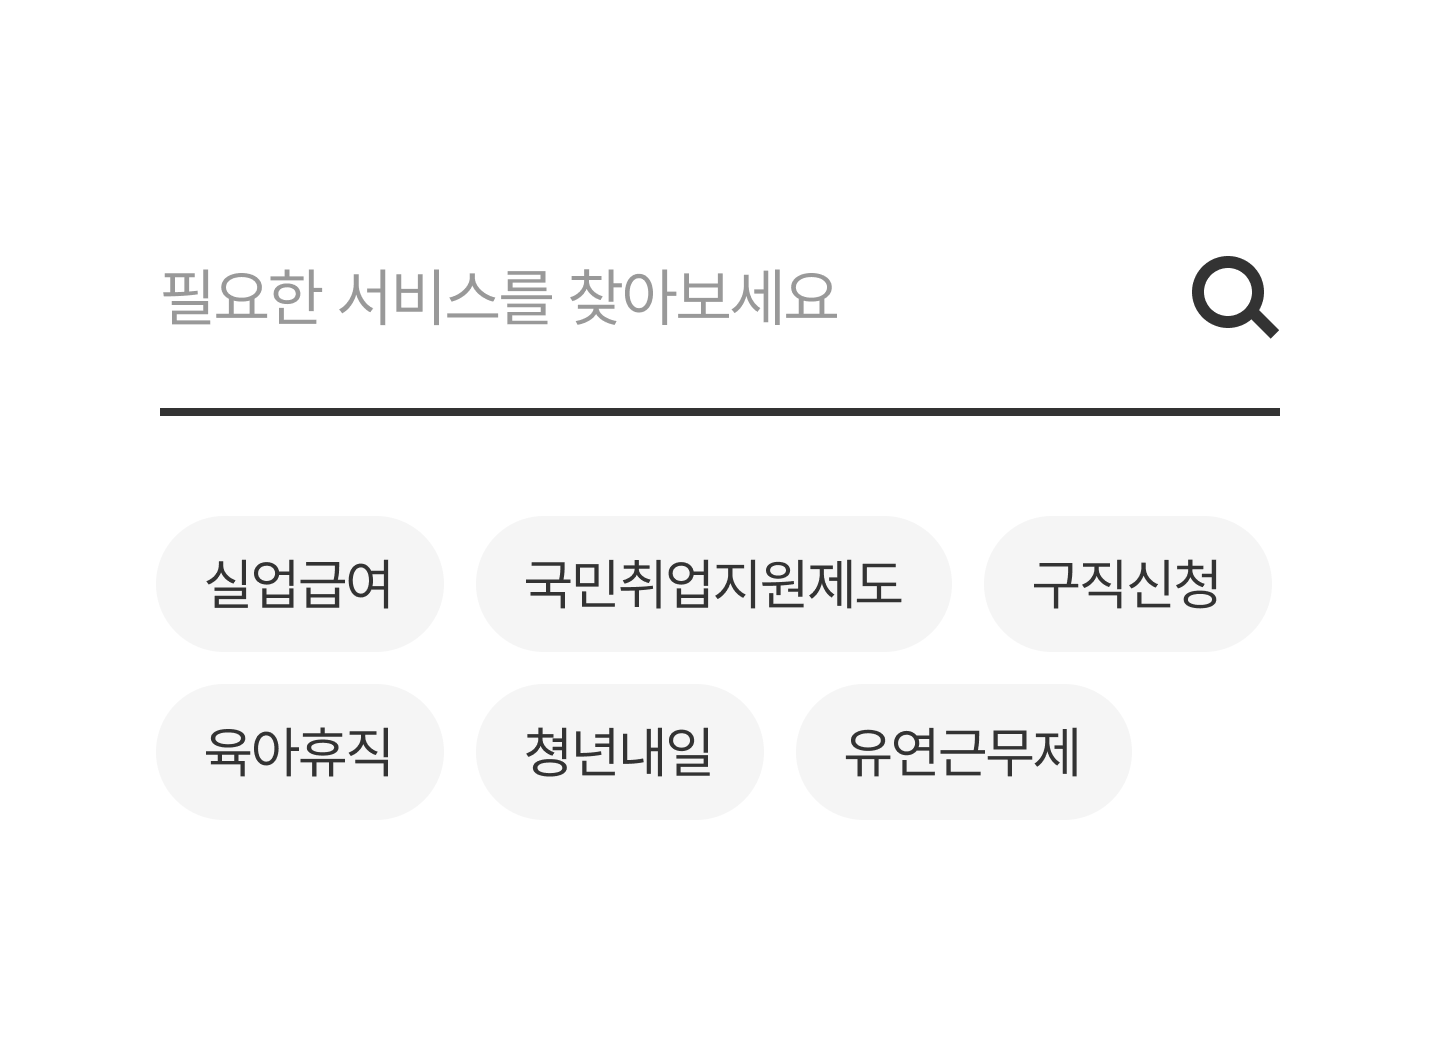 필요한 서비스를 찾아보세요
실업급여 국민취업지원제도 구직신청
육아휴직 쳥년내일 유연근무제